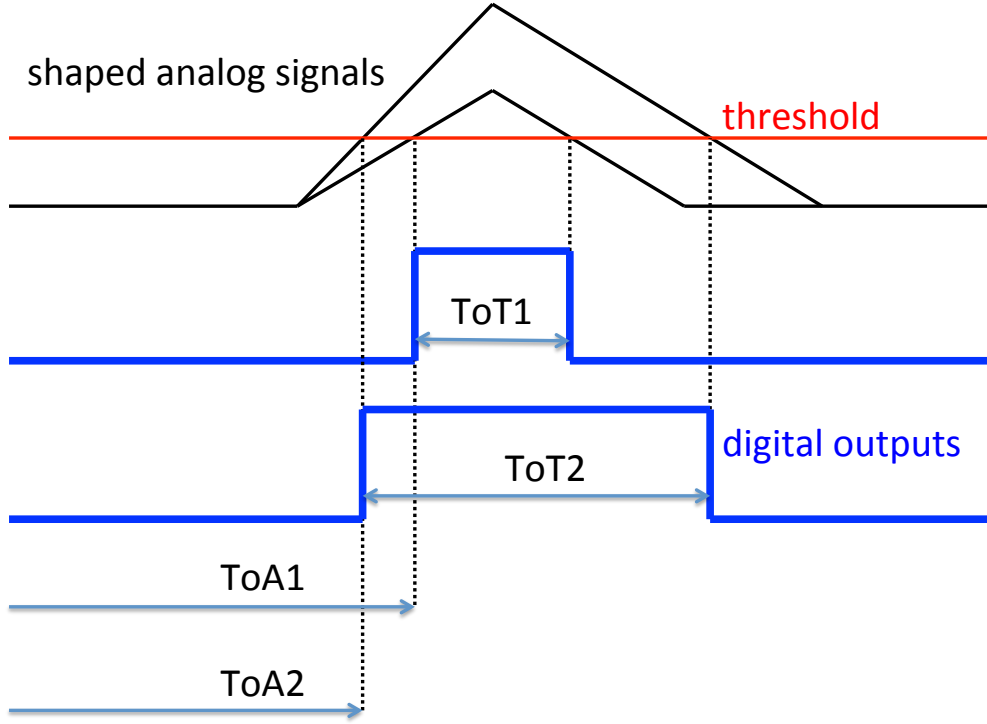 shaped analog signals
threshold
ToT1
digital outputs
ToT2
ToA1
ToA2